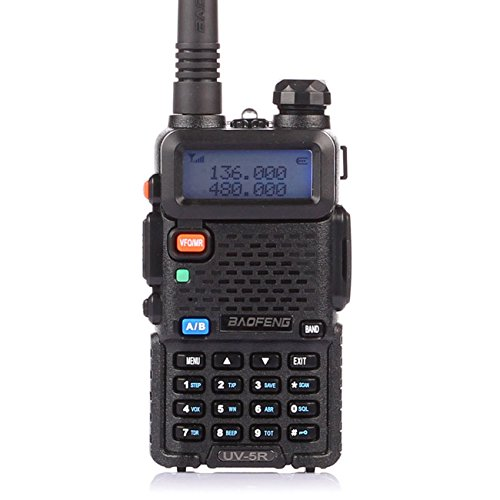 136.000
480.000
VFO/MR
A/B
BAOFENG
BAND
MENU ▲ ▼ EXIT
1 STEP 2 TXP 3 SAVE * SCAN
4 VOX 5 WN 6 ABR 0 SQL
7 TDR 8 BEEP 9 TOT #
UV-5R